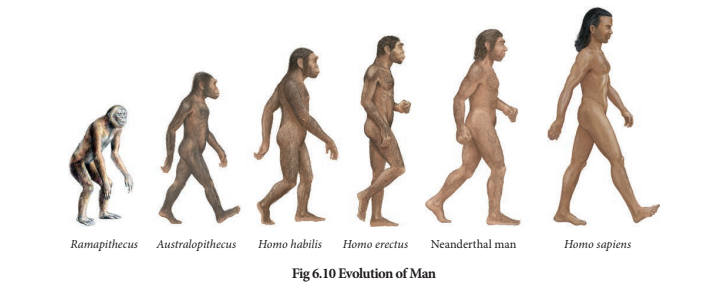 Ramapithecus Australopithecus Homo habilis Homo erectus Neanderthal man Homo sapiens
Fig 6.10 Evolution of Man